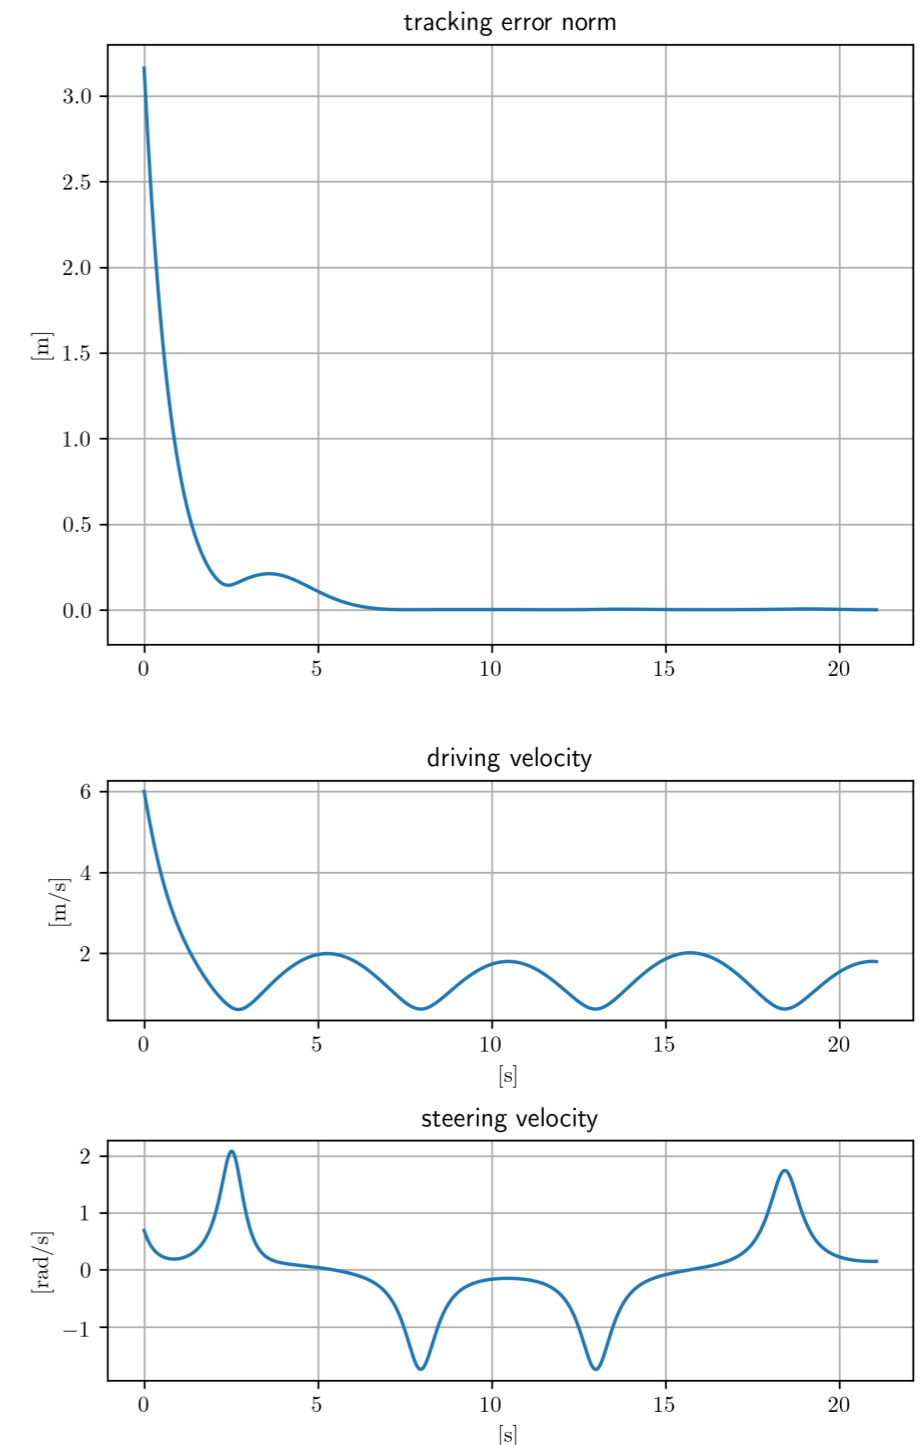 tracking error norm
3.0
2.5
2.0
[m]
1.5
1.0
0.5
0.0
0 5 10 15 20
driving velocity
6
4
[m/s]
2
0 5 10 15 20
[s]
steering velocity
2
1
[rad/s]
0
−1
0 5 10 15 20
[s]